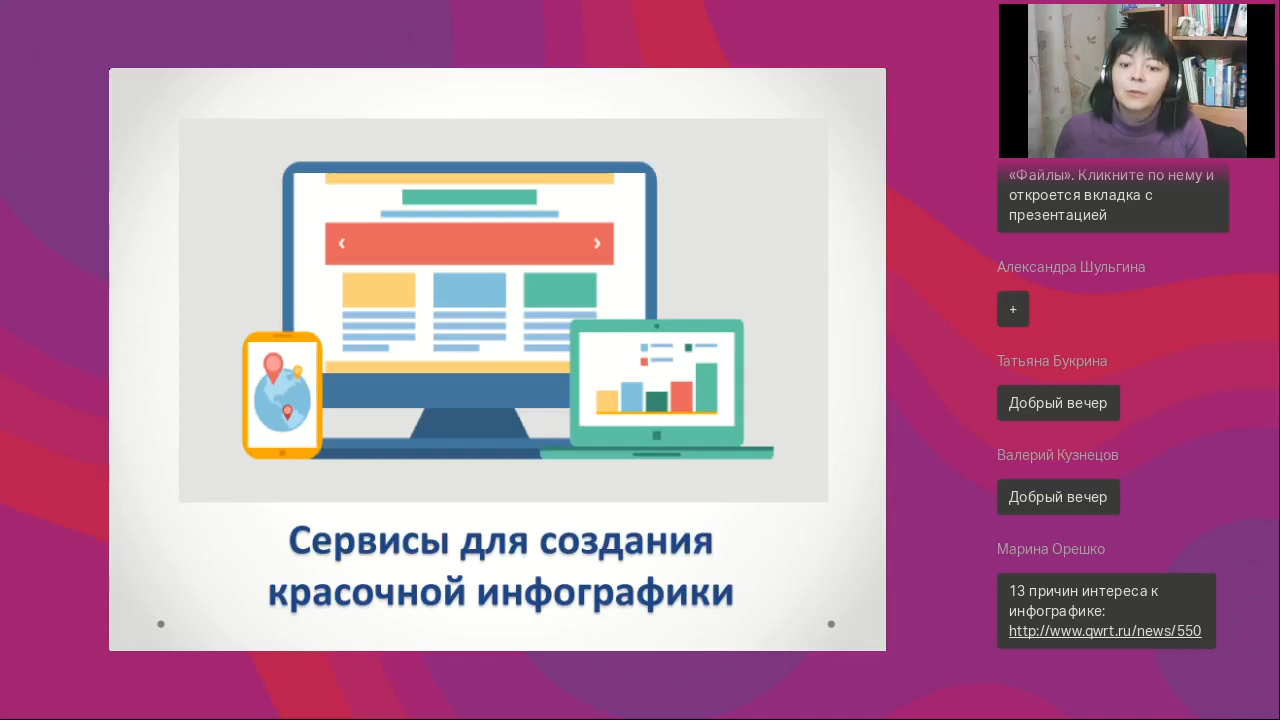 Сервисы для создания
красочной инфографики
«Файлы». Кликните по нему и
откроется вкладка с
презентацией
Александра Шульгина
+
Татьяна Букрина
Добрый вечер
Валерий Кузнецов
Добрый вечер
Марина Орешко
13 причин интереса к
инфографике:
http://www.qwrt.ru/news/550